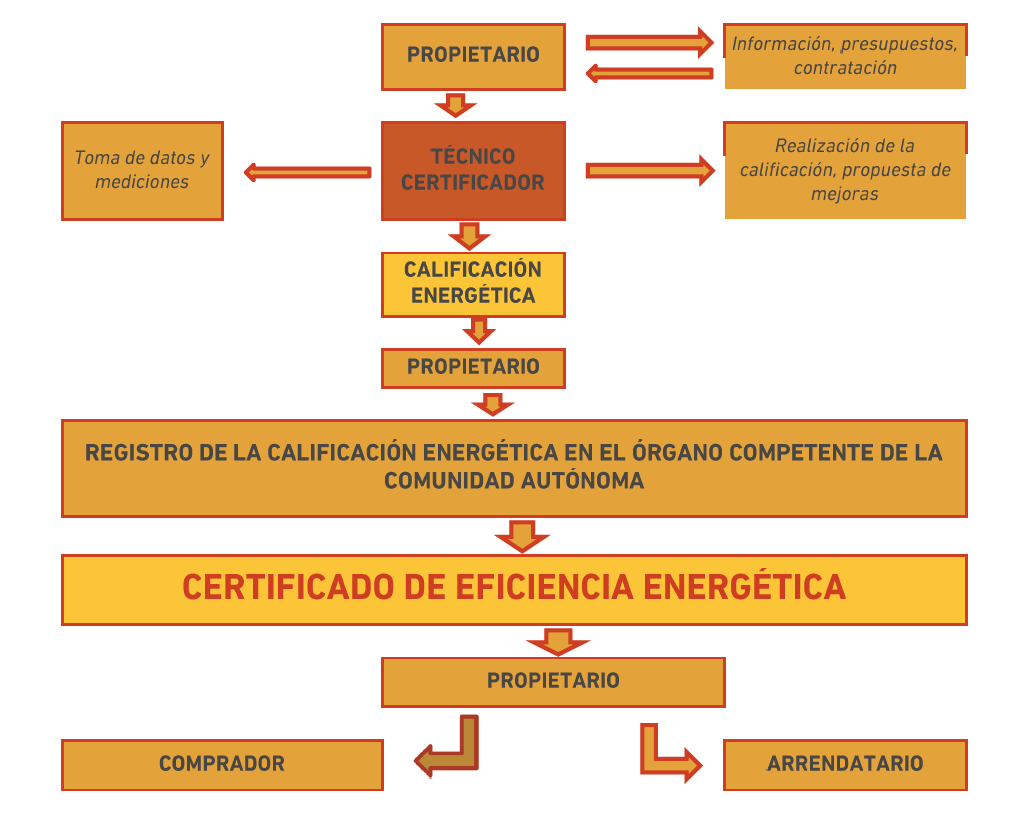 PROPIETARIO
Información, presupuestos,
contratación
Toma de datos y
mediciones
TÉCNICO
CERTIFICADOR
Realización de la
calificación, propuesta de
mejoras
CALIFICACIÓN
ENERGÉTICA
PROPIETARIO
REGISTRO DE LA CALIFICACIÓN ENERGÉTICA EN EL ÓRGANO COMPETENTE DE LA
COMUNIDAD AUTÓNOMA
CERTIFICADO DE EFICIENCIA ENERGÉTICA
PROPIETARIO
COMPRADOR
ARRENDATARIO